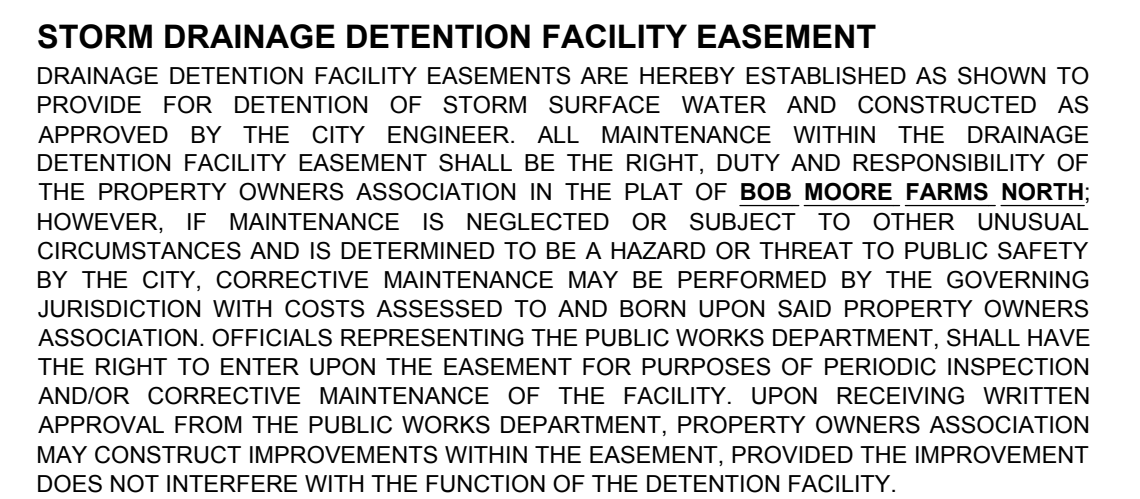 STORM DRAINAGE DETENTION FACILITY EASEMENT
DRAINAGE DETENTION FACILITY EASEMENTS ARE HEREBY ESTABLISHED AS SHOWN TO
PROVIDE FOR DETENTION OF STORM SURFACE WATER AND CONSTRUCTED AS
APPROVED BY THE CITY ENGINEER. ALL MAINTENANCE WITHIN THE DRAINAGE
DETENTION FACILITY EASEMENT SHALL BE THE RIGHT, DUTY AND RESPONSIBILITY OF
THE PROPERTY OWNERS ASSOCIATION IN THE PLAT OF BOB MOORE FARMS NORTH;
HOWEVER, IF MAINTENANCE IS NEGLECTED OR SUBJECT TO OTHER UNUSUAL
CIRCUMSTANCES AND IS DETERMINED TO BE A HAZARD OR THREAT TO PUBLIC SAFETY
BY THE CITY, CORRECTIVE MAINTENANCE MAY BE PERFORMED BY THE GOVERNING
JURISDICTION WITH COSTS ASSESSED TO AND BORN UPON SAID PROPERTY OWNERS
ASSOCIATION. OFFICIALS REPRESENTING THE PUBLIC WORKS DEPARTMENT, SHALL HAVE
THE RIGHT TO ENTER UPON THE EASEMENT FOR PURPOSES OF PERIODIC INSPECTION
AND/OR CORRECTIVE MAINTENANCE OF THE FACILITY. UPON RECEIVING WRITTEN
APPROVAL FROM THE PUBLIC WORKS DEPARTMENT, PROPERTY OWNERS ASSOCIATION
MAY CONSTRUCT IMPROVEMENTS WITHIN THE EASEMENT, PROVIDED THE IMPROVEMENT
DOES NOT INTERFERE WITH THE FUNCTION OF THE DETENTION FACILITY.